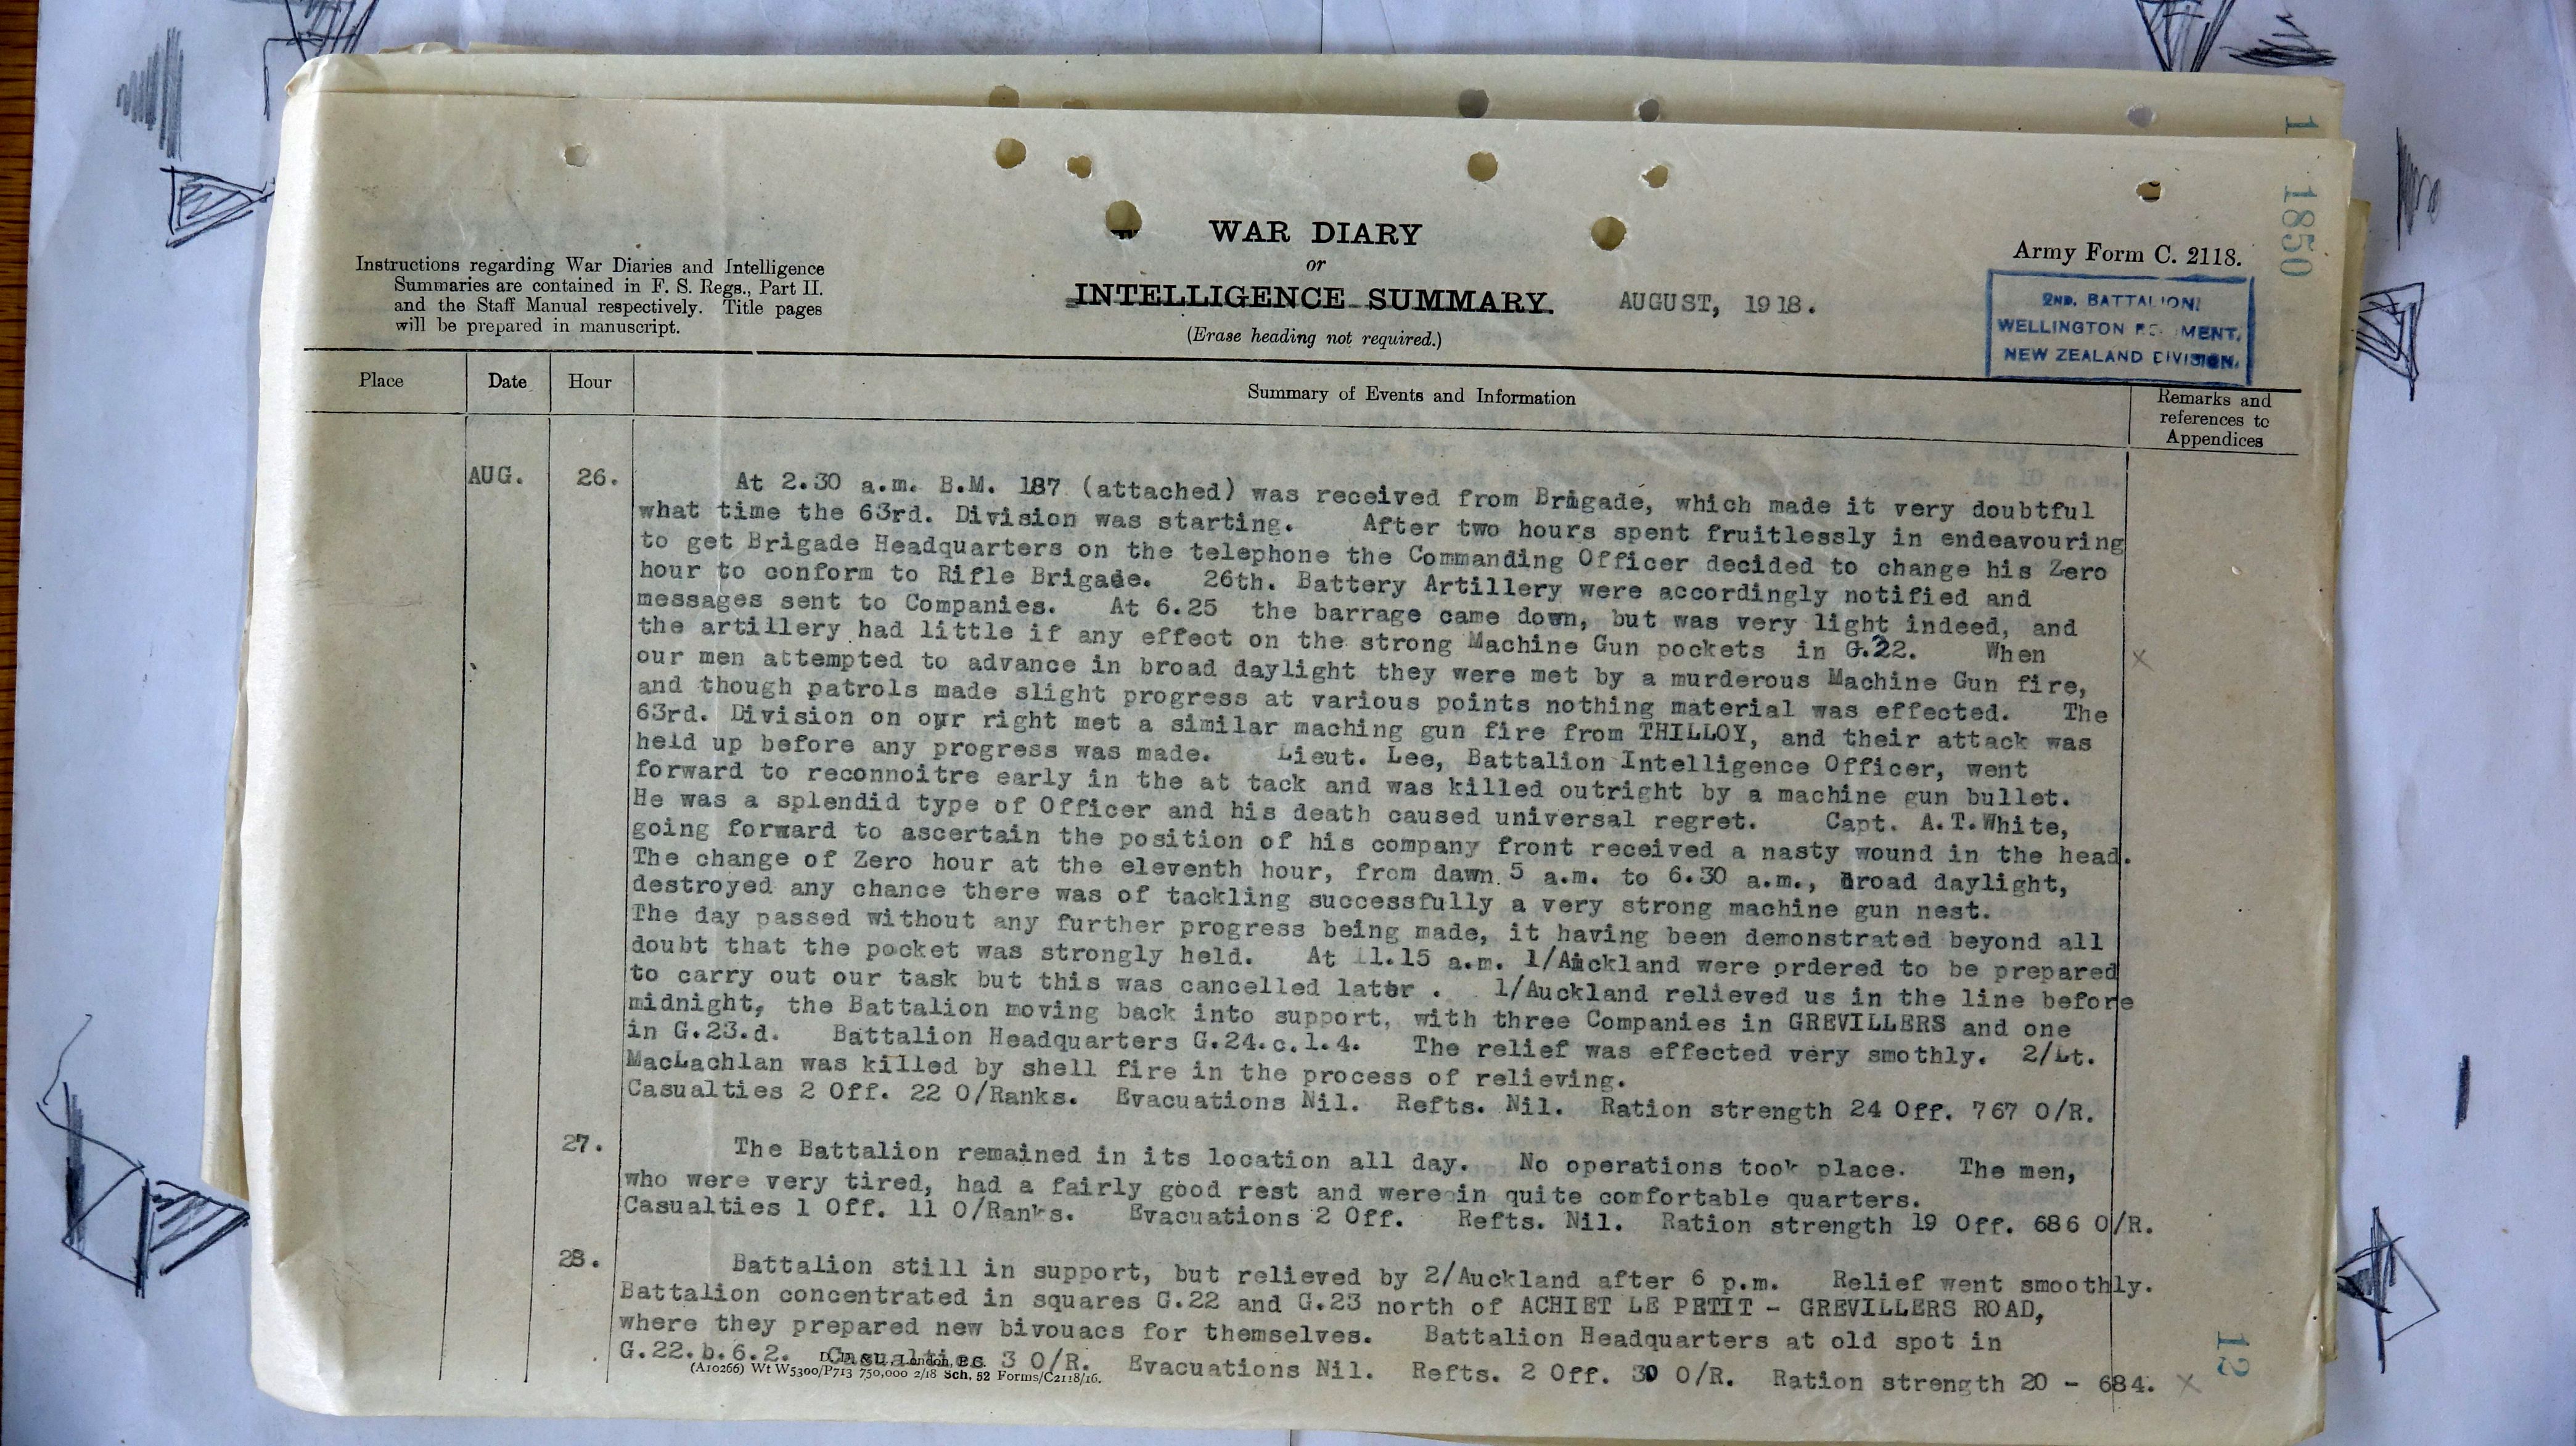 WAR DIARY
or
INTELLIGENCE SUMMARY.
(Erase heading not required.)
Instructions regarding War Diaries and Intelligence
Summaries are contained in F. S. Regs., Part II.
and the Staff Manual respectively. Title pages
will be prepared in manuscript.
AUGUST, 1918.
Army Form C. 2118.
2ND. BATTALION
WELLINGTON REGIMENT.
NEW ZEALAND DIVISION.
1
1850
Place
Date
Hour
Summary of Events and Information
Remarks and
references to
Appendices
AUG. 26. At 2.30 a.m. B.M. 187 (attached) was received from Brigade, which made it very doubtful
what time the 63rd. Division was starting. After two hours spent fruitlessly in endeavouring
to get Brigade Headquarters on the telephone the Commanding Officer decided to change his Zero
hour to conform to Rifle Brigade. 26th. Battery Artillery were accordingly notified and
messages sent to Companies. At 6.25 the barrage came down, but was very light indeed, and
the artillery had little if any effect on the strong Machine Gun pockets in G.22. When
our men attempted to advance in broad daylight they were met by a murderous Machine Gun fire,
and though patrols made slight progress at various points nothing material was effected. The
63rd. Division on our right met a similar maching gun fire from THILLOY, and their attack was
held up before any progress was made. Lieut. Lee, Battalion Intelligence Officer, went
forward to reconnoitre early in the at tack and was killed outright by a machine gun bullet.
He was a splendid type of Officer and his death caused universal regret. Capt. A.T.White,
going forward to ascertain the position of his company front received a nasty wound in the head.
The change of Zero hour at the eleventh hour, from dawn 5 a.m. to 6.30 a.m., broad daylight,
destroyed any chance there was of tackling successfully a very strong machine gun nest.
The day passed without any further progress being made, it having been demonstrated beyond all
doubt that the pocket was strongly held. At 11.15 a.m. 1/Auckland were ordered to be prepared
to carry out our task but this was cancelled later . 1/Auckland relieved us in the line before
midnight, the Battalion moving back into support, with three Companies in GREVILLERS and one
in G.23.d. Battalion Headquarters G.24.c.1.4. The relief was effected very smothly. 2/Lt.
MacLachlan was killed by shell fire in the process of relieving.
Casualties 2 Off. 22 O/Ranks. Evacuations Nil. Refts. Nil. Ration strength 24 Off. 767 O/R.
27. The Battalion remained in its location all day. No operations took place. The men,
who were very tired, had a fairly good rest and were in quite comfortable quarters.
Casualties 1 Off. 11 O/Ranks. Evacuations 2 Off. Refts. Nil. Ration strength 19 Off. 686 O/R.
28. Battalion still in support, but relieved by 2/Auckland after 6 p.m. Relief went smoothly.
Battalion concentrated in squares G.22 and G.23 north of ACHIET LE PETIT - GREVILLERS ROAD,
where they prepared new bivouacs for themselves. Battalion Headquarters at old spot in
G.22.b.6.2. Casualties 3 O/R. Evacuations Nil. Refts. 2 Off. 30 O/R. Ration strength 20 - 684.
London, E.C.
(A10266) Wt W5300/P713 750,000 2/18 Sch. 52 Forms/C2118/16.
12